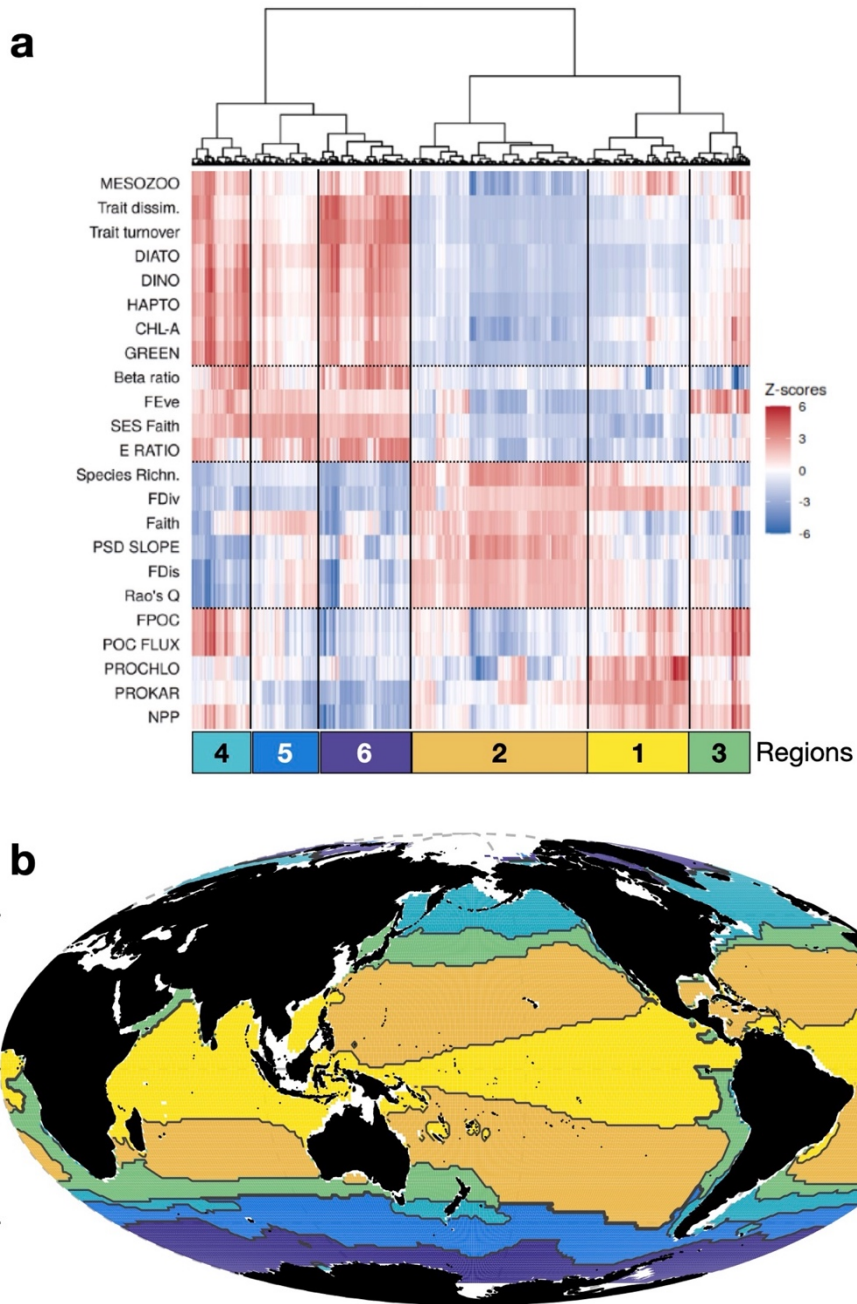 a
MESOZOO
Trait dissim.
Trait turnover
DIATO
DINO
HAPTO
CHL-A
GREEN
Beta ratio
FEve
SES Faith
E RATIO
Species Richn.
FDiv
Faith
PSD SLOPE
FDis
Rao's Q
FPOC
POC FLUX
PROCHLO
PROKAR
NPP
Z-scores
6
3
0
-3
-6
4 5 6 2 1 3 Regions
b